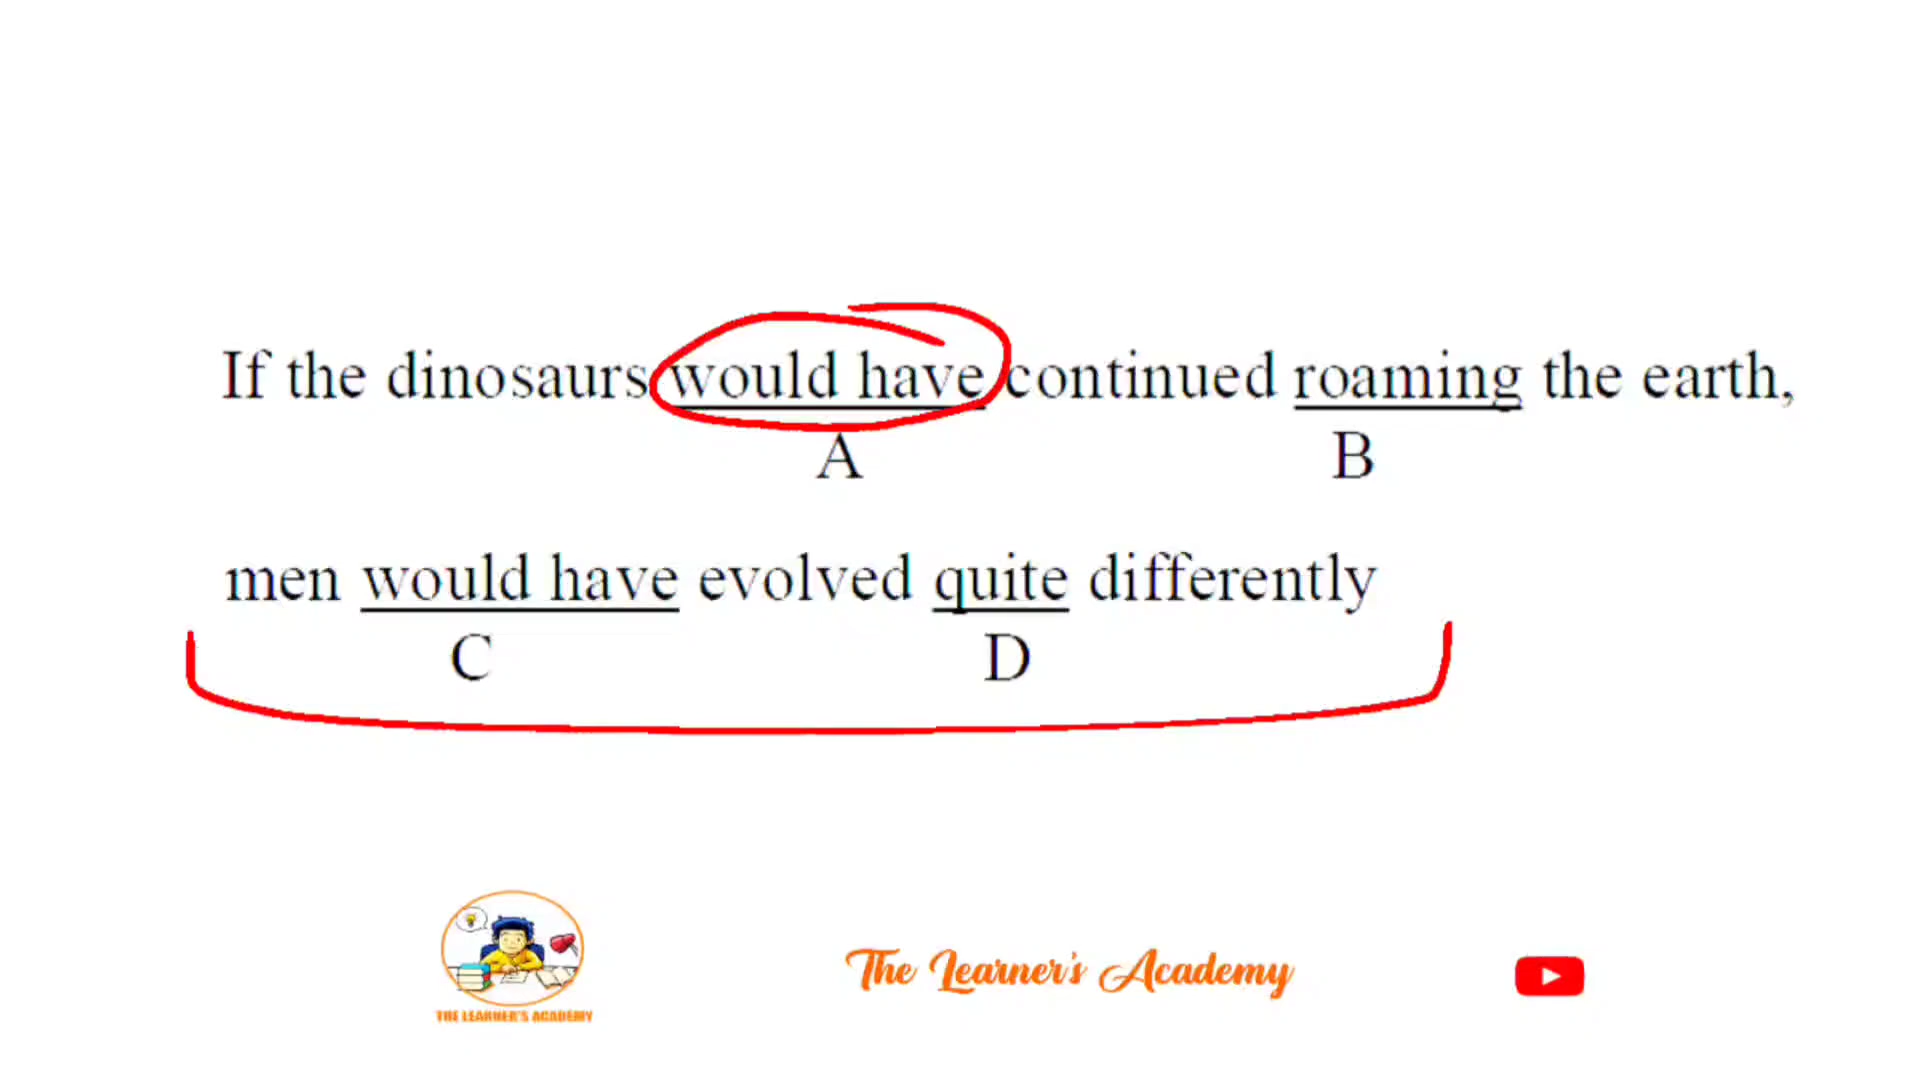 If the dinosaurs would have continued roaming the earth,
A B
men would have evolved quite differently
C D
The Learner's Academy
THE LEARNER'S ACADEMY